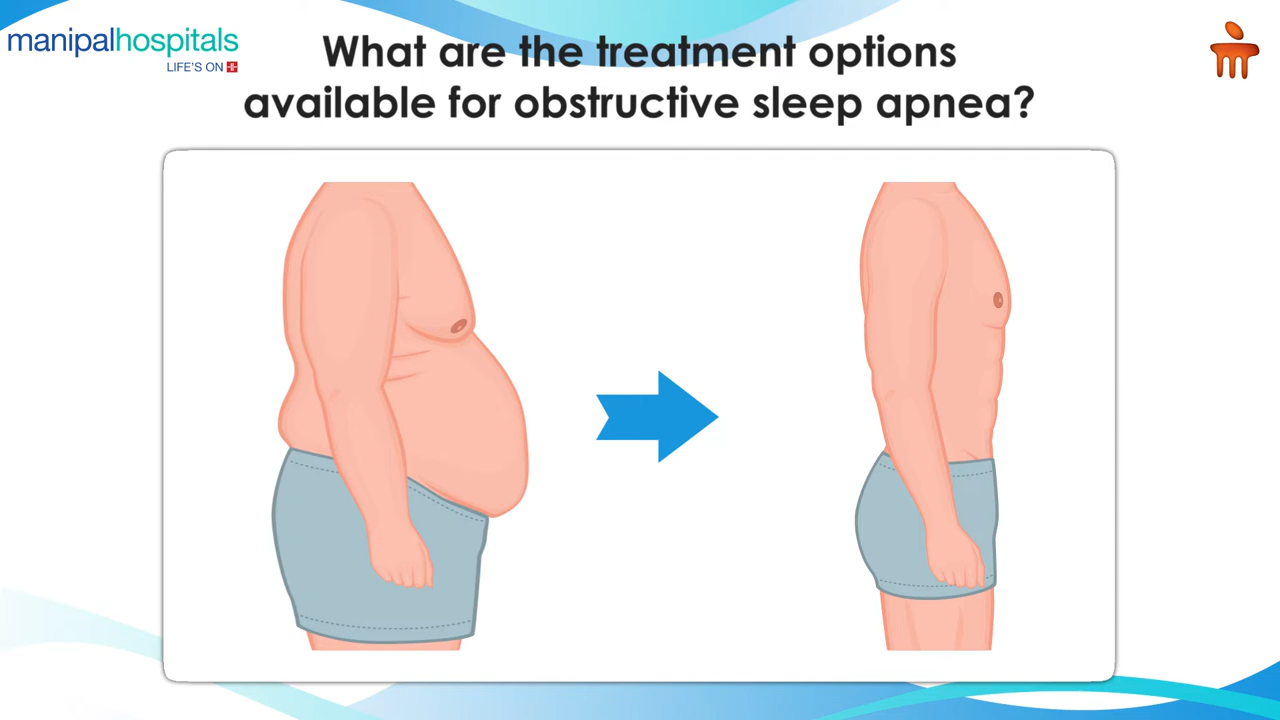 manipalhospitals
LIFE'S ON
What are the treatment options
available for obstructive sleep apnea?